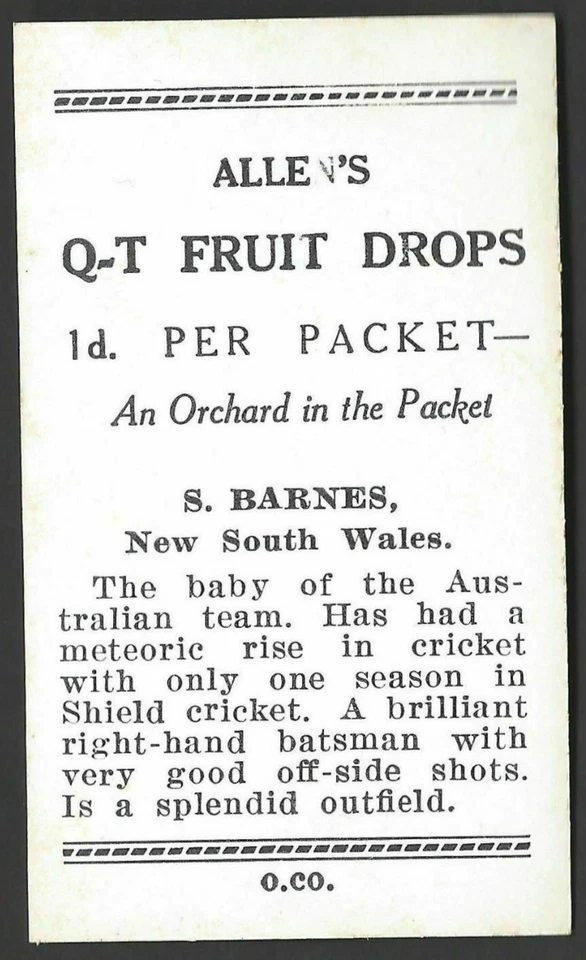 ALLEN'S
Q-T FRUIT DROPS
1d. PER PACKET—
An Orchard in the Packet
S. BARNES,
New South Wales.
The baby of the Aus-
tralian team. Has had a
meteoric rise in cricket
with only one season in
Shield cricket. A brilliant
right-hand batsman with
very good off-side shots.
Is a splendid outfield.
O.CO.